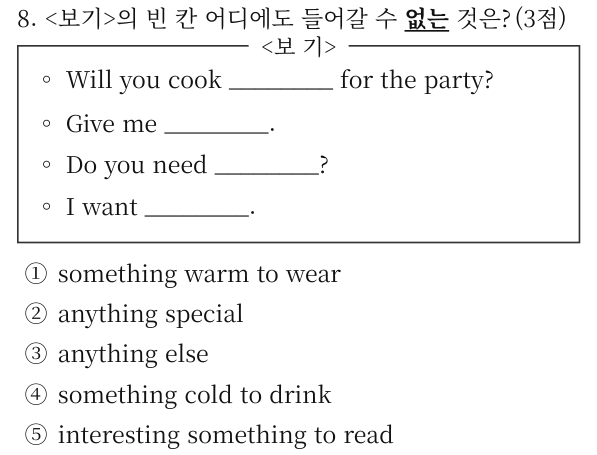 8. <보기>의 빈 칸 어디에도 들어갈 수 없는 것은? (3점)
<보 기>
◦ Will you cook ________ for the party?
◦ Give me ________.
◦ Do you need ________?
◦ I want ________.
① something warm to wear
② anything special
③ anything else
④ something cold to drink
⑤ interesting something to read